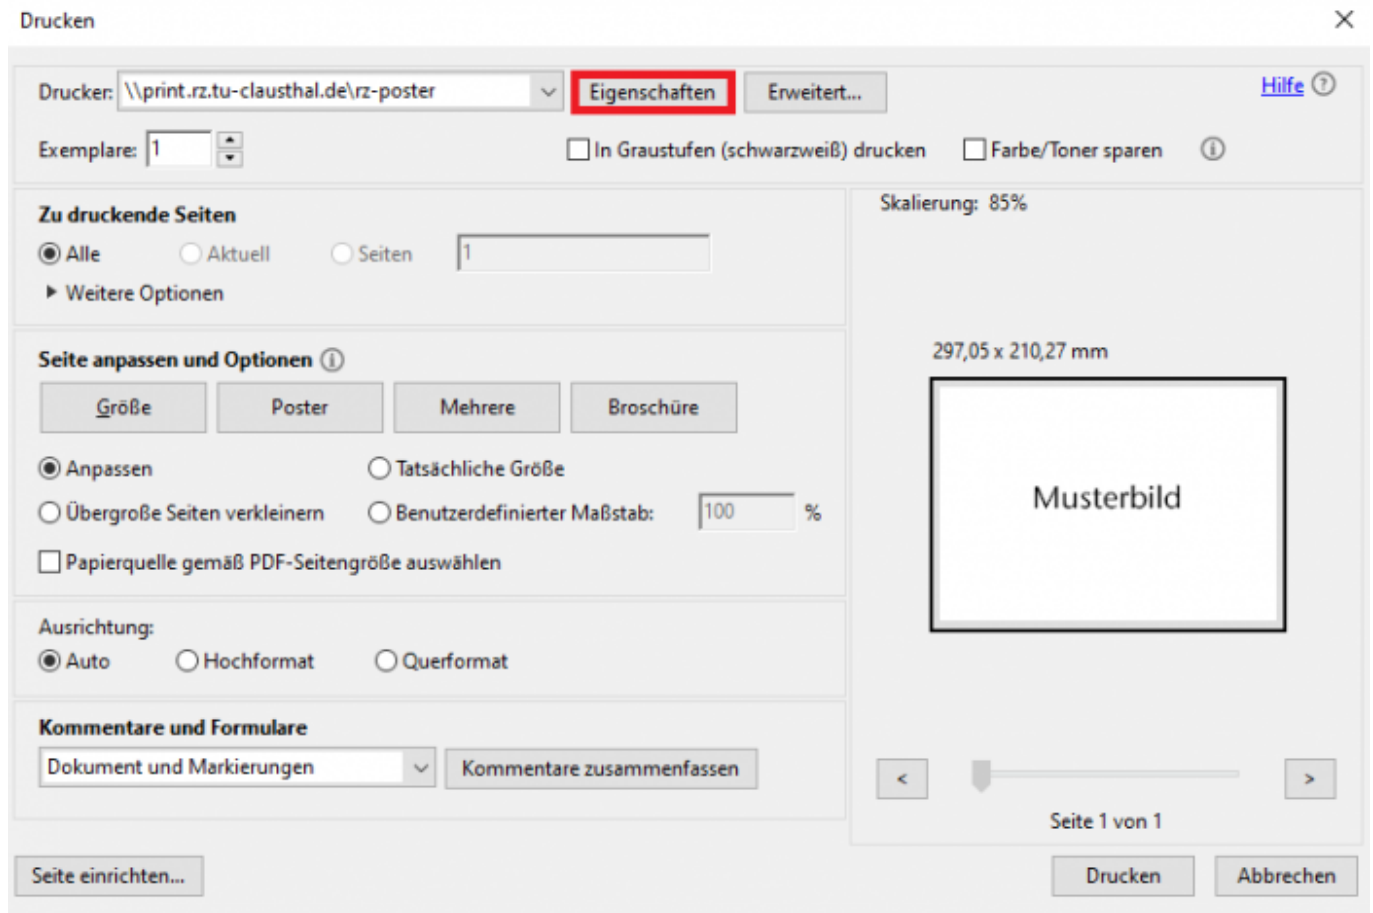 Drucken
Drucker: \\print.rz.tu-clausthal.de\rz-poster Eigenschaften Erweitert... Hilfe
Exemplare: 1 In Graustufen (schwarzweiß) drucken Farbe/Toner sparen
Zu druckende Seiten
Alle Aktuell Seiten 1
Weitere Optionen
Seite anpassen und Optionen
Größe Poster Mehrere Broschüre
Anpassen Tatsächliche Größe
Übergroße Seiten verkleinern Benutzerdefinierter Maßstab: 100 %
Papierquelle gemäß PDF-Seitengröße auswählen
Ausrichtung:
Auto Hochformat Querformat
Kommentare und Formulare
Dokument und Markierungen Kommentare zusammenfassen
Skalierung: 85%
297,05 x 210,27 mm
Musterbild
< >
Seite 1 von 1
Seite einrichten... Drucken Abbrechen